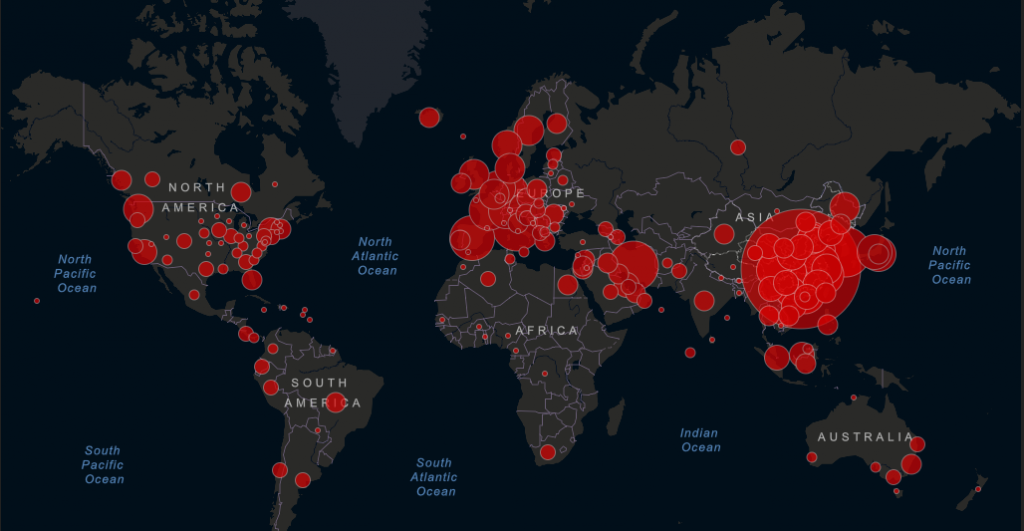 NORTH
AMERICA
EUROPE
ASIA
North
Pacific
Ocean
North
Atlantic
Ocean
North
Pacific
Ocean
AFRICA
SOUTH
AMERICA
Indian
Ocean
AUSTRALIA
South
Pacific
Ocean
South
Atlantic
Ocean